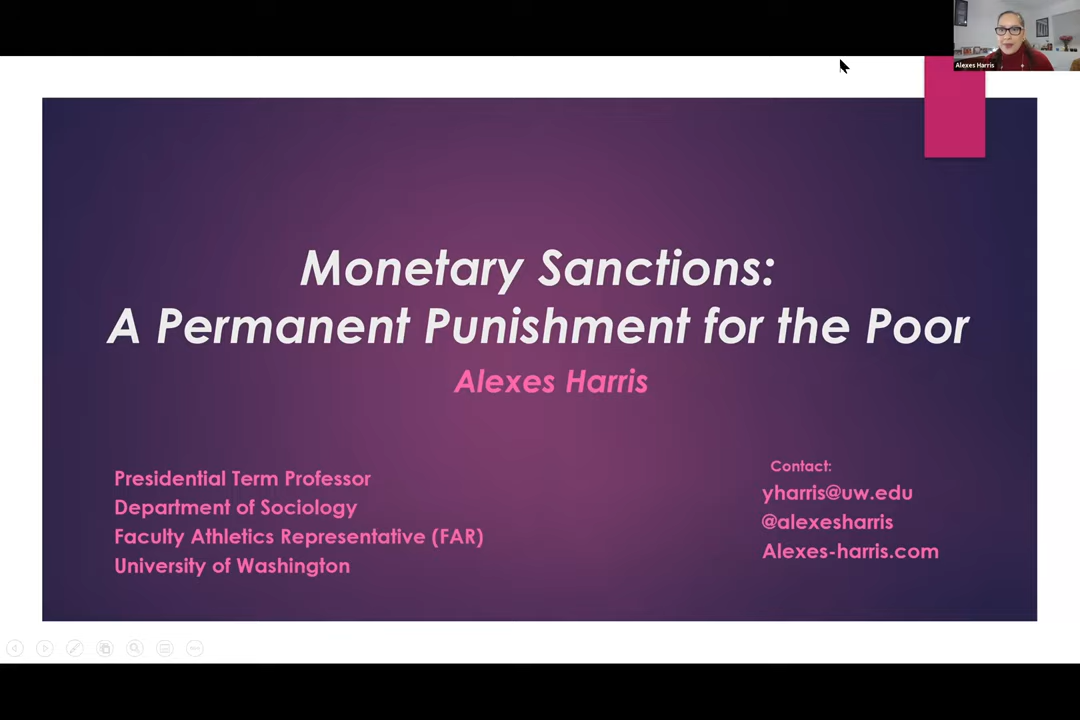 Alexes Harris
Monetary Sanctions:
A Permanent Punishment for the Poor
Alexes Harris
Presidential Term Professor
Department of Sociology
Faculty Athletics Representative (FAR)
University of Washington
Contact:
yharris@uw.edu
@alexesharris
Alexes-harris.com